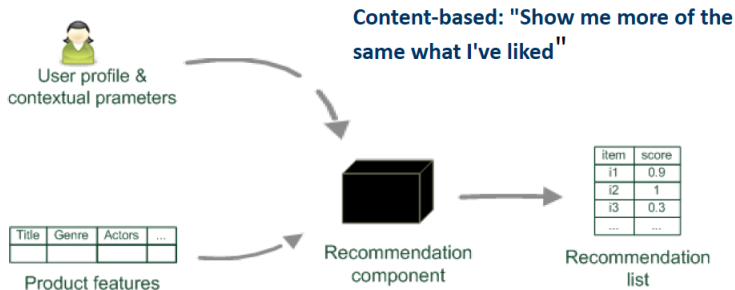 Content-based: "Show me more of the
same what I've liked"
User profile &
contextual prameters
Title Genre Actors ...
Product features
Recommendation
component
item score
i1 0.9
i2 1
i3 0.3
... ...
Recommendation
list